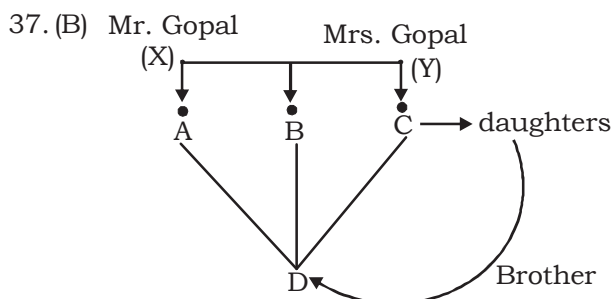 37. (B) Mr. Gopal Mrs. Gopal
(X) (Y)
A B C daughters
D Brother